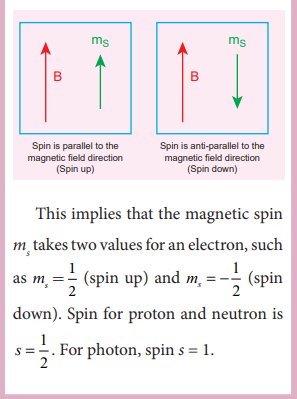 B
m_s
B
m_s
Spin is parallel to the
magnetic field direction
(Spin up)
Spin is anti-parallel to the
magnetic field direction
(Spin down)
This implies that the magnetic spin
m_s takes two values for an electron, such
as m_s = 1/2 (spin up) and m_s = -1/2 (spin
down). Spin for proton and neutron is
s = 1/2. For photon, spin s = 1.